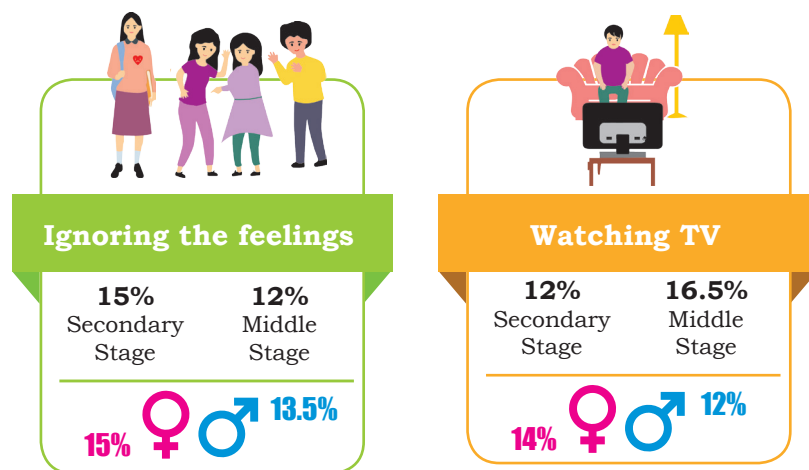 Ignoring the feelings
15%
Secondary
Stage
12%
Middle
Stage
15%
13.5%
Watching TV
12%
Secondary
Stage
16.5%
Middle
Stage
14%
12%